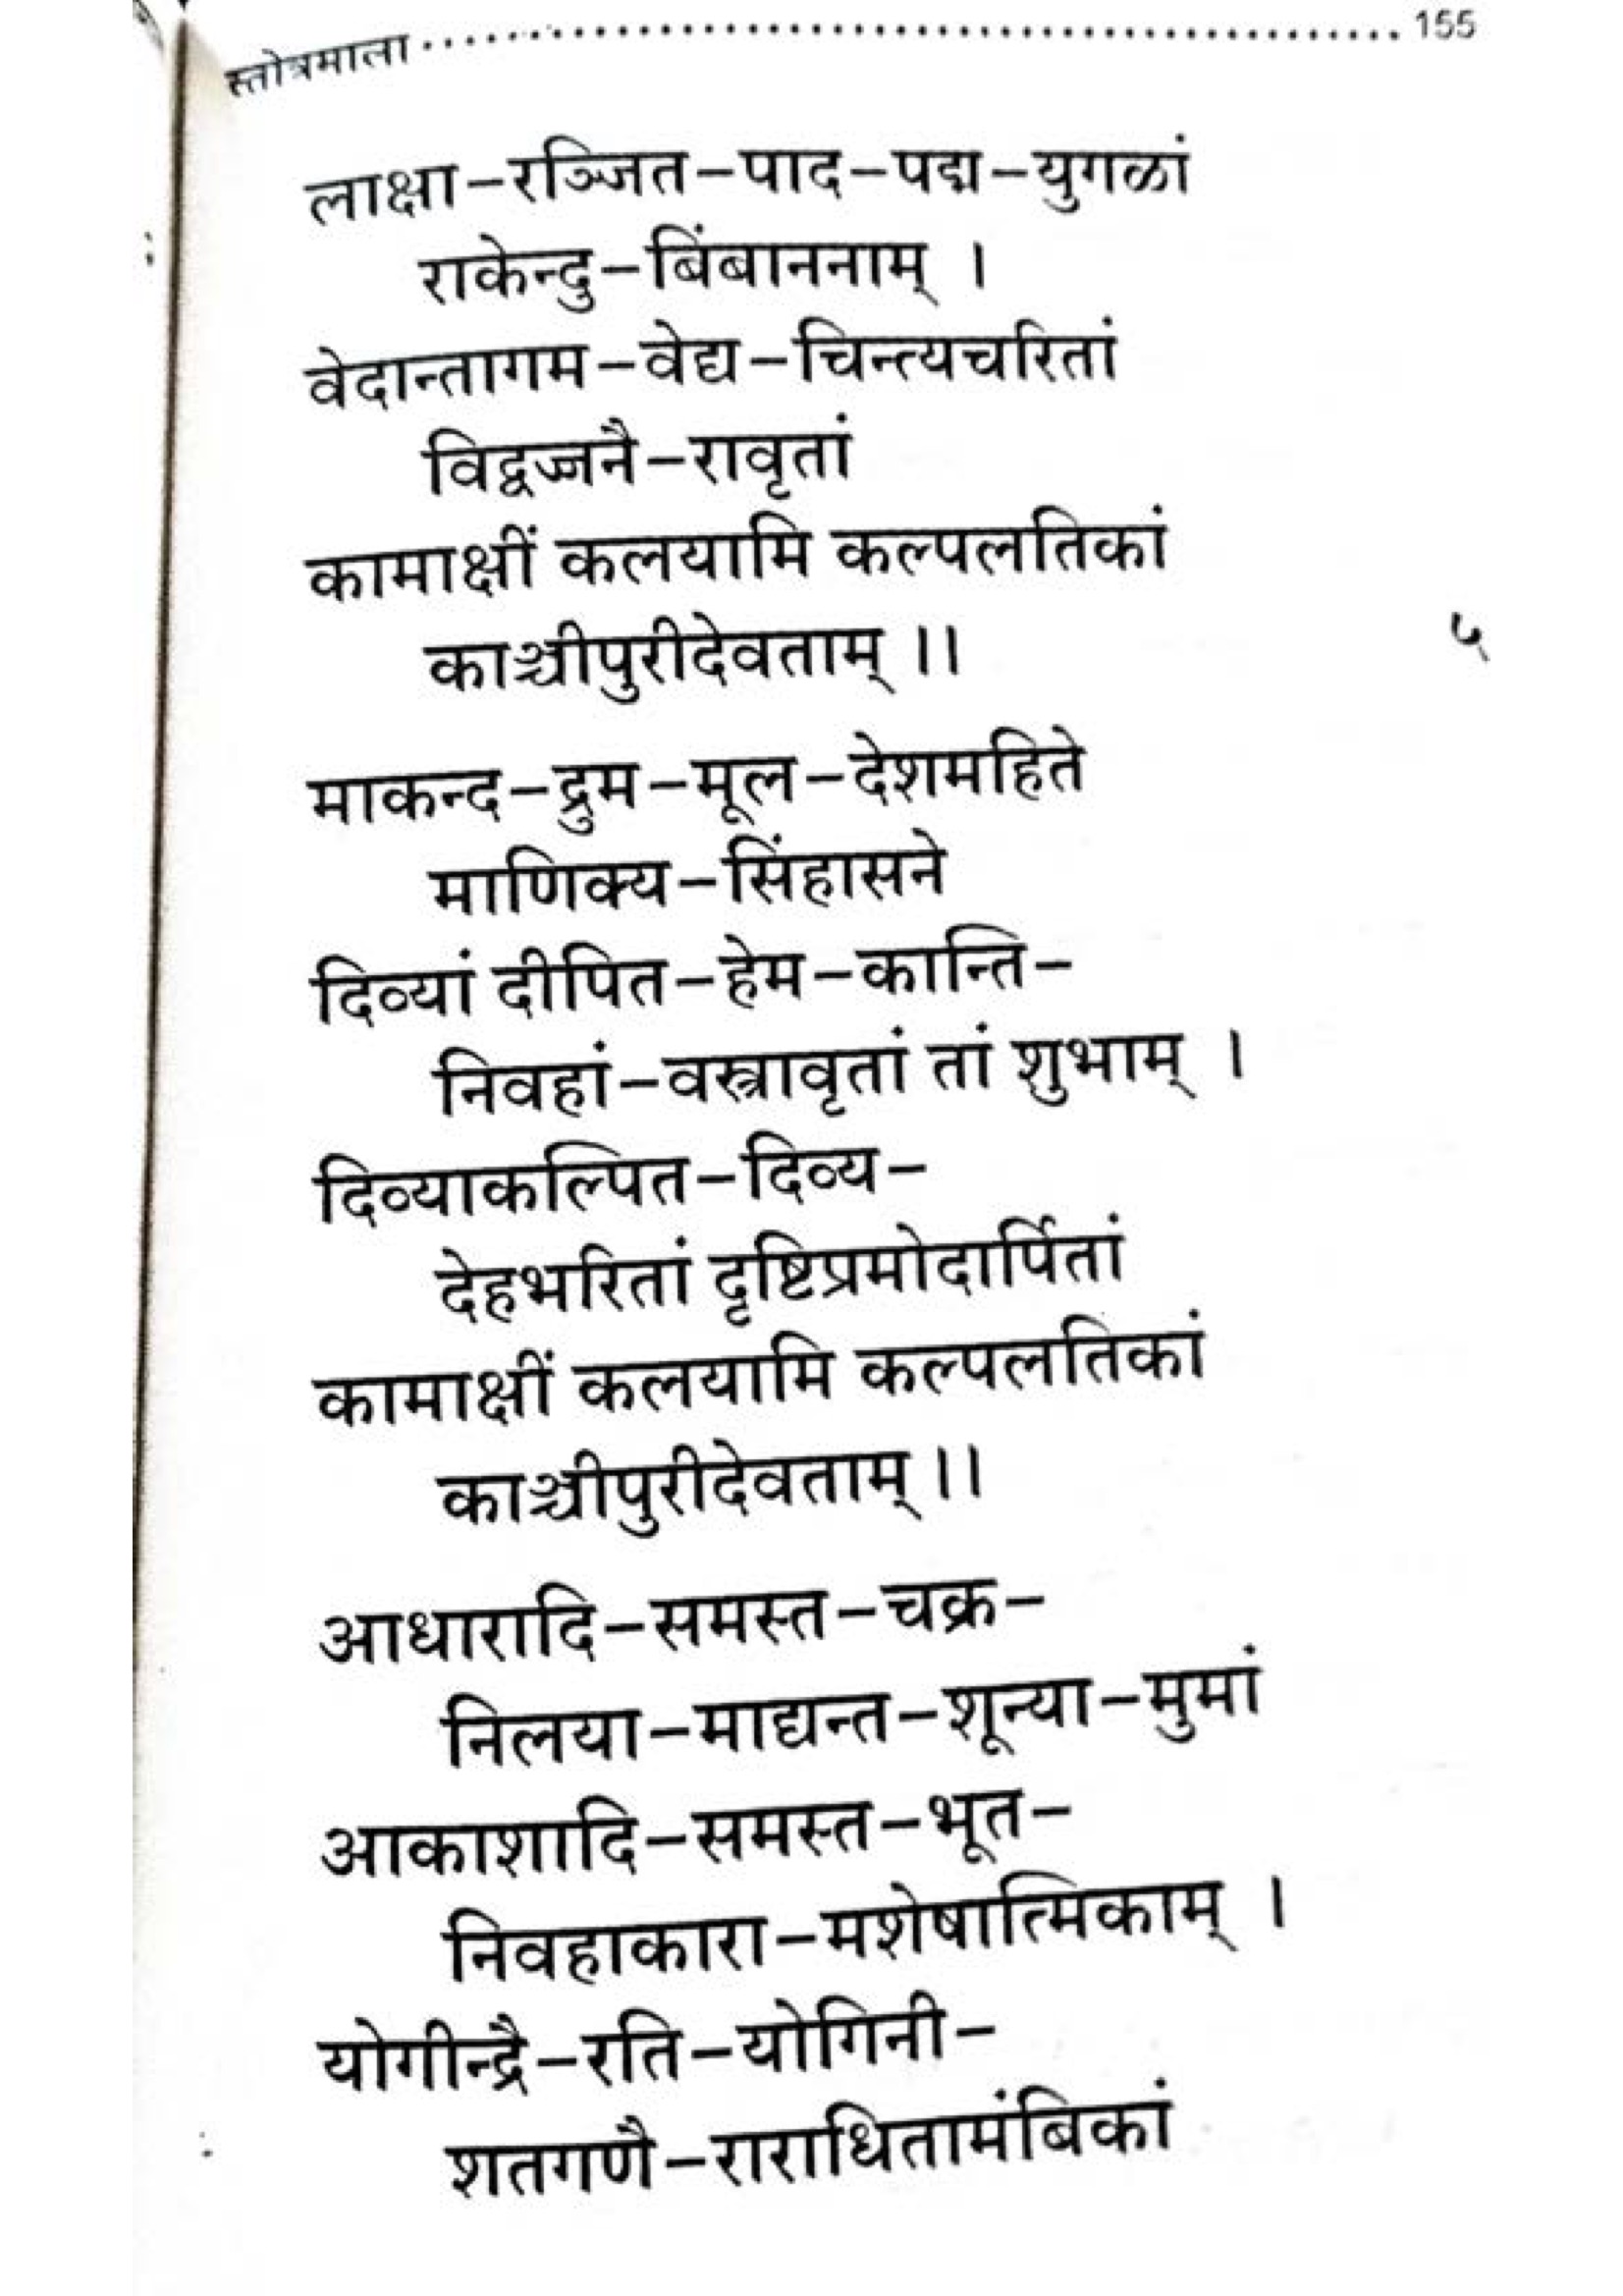 स्तोत्रमाला ................................................ 155
लाक्षा-रञ्जित-पाद-पद्म-युगळां
राकेन्दु-बिंबाननाम् ।
वेदान्तागम-वेद्य-चिन्त्यचरितां
विद्वज्जनै-रावृतां
कामाक्षीं कलयामि कल्पलतिकां
काञ्चीपुरीदेवताम् ।। ५
माकन्द-द्रुम-मूल-देशमहिते
माणिक्य-सिंहासने
दिव्यां दीपित-हेम-कान्ति-
निवहां-वस्त्रावृतां तां शुभाम् ।
दिव्याकल्पित-दिव्य-
देहभरितां दृष्टिप्रमोदार्पितां
कामाक्षीं कलयामि कल्पलतिकां
काञ्चीपुरीदेवताम् ।।
आधारादि-समस्त-चक्र-
निलया-माद्यन्त-शून्या-मुमां
आकाशादि-समस्त-भूत-
निवहाकारा-मशेषात्मिकाम् ।
योगीन्द्रै-रति-योगिनी-
शतगणै-राराधितामंबिकां